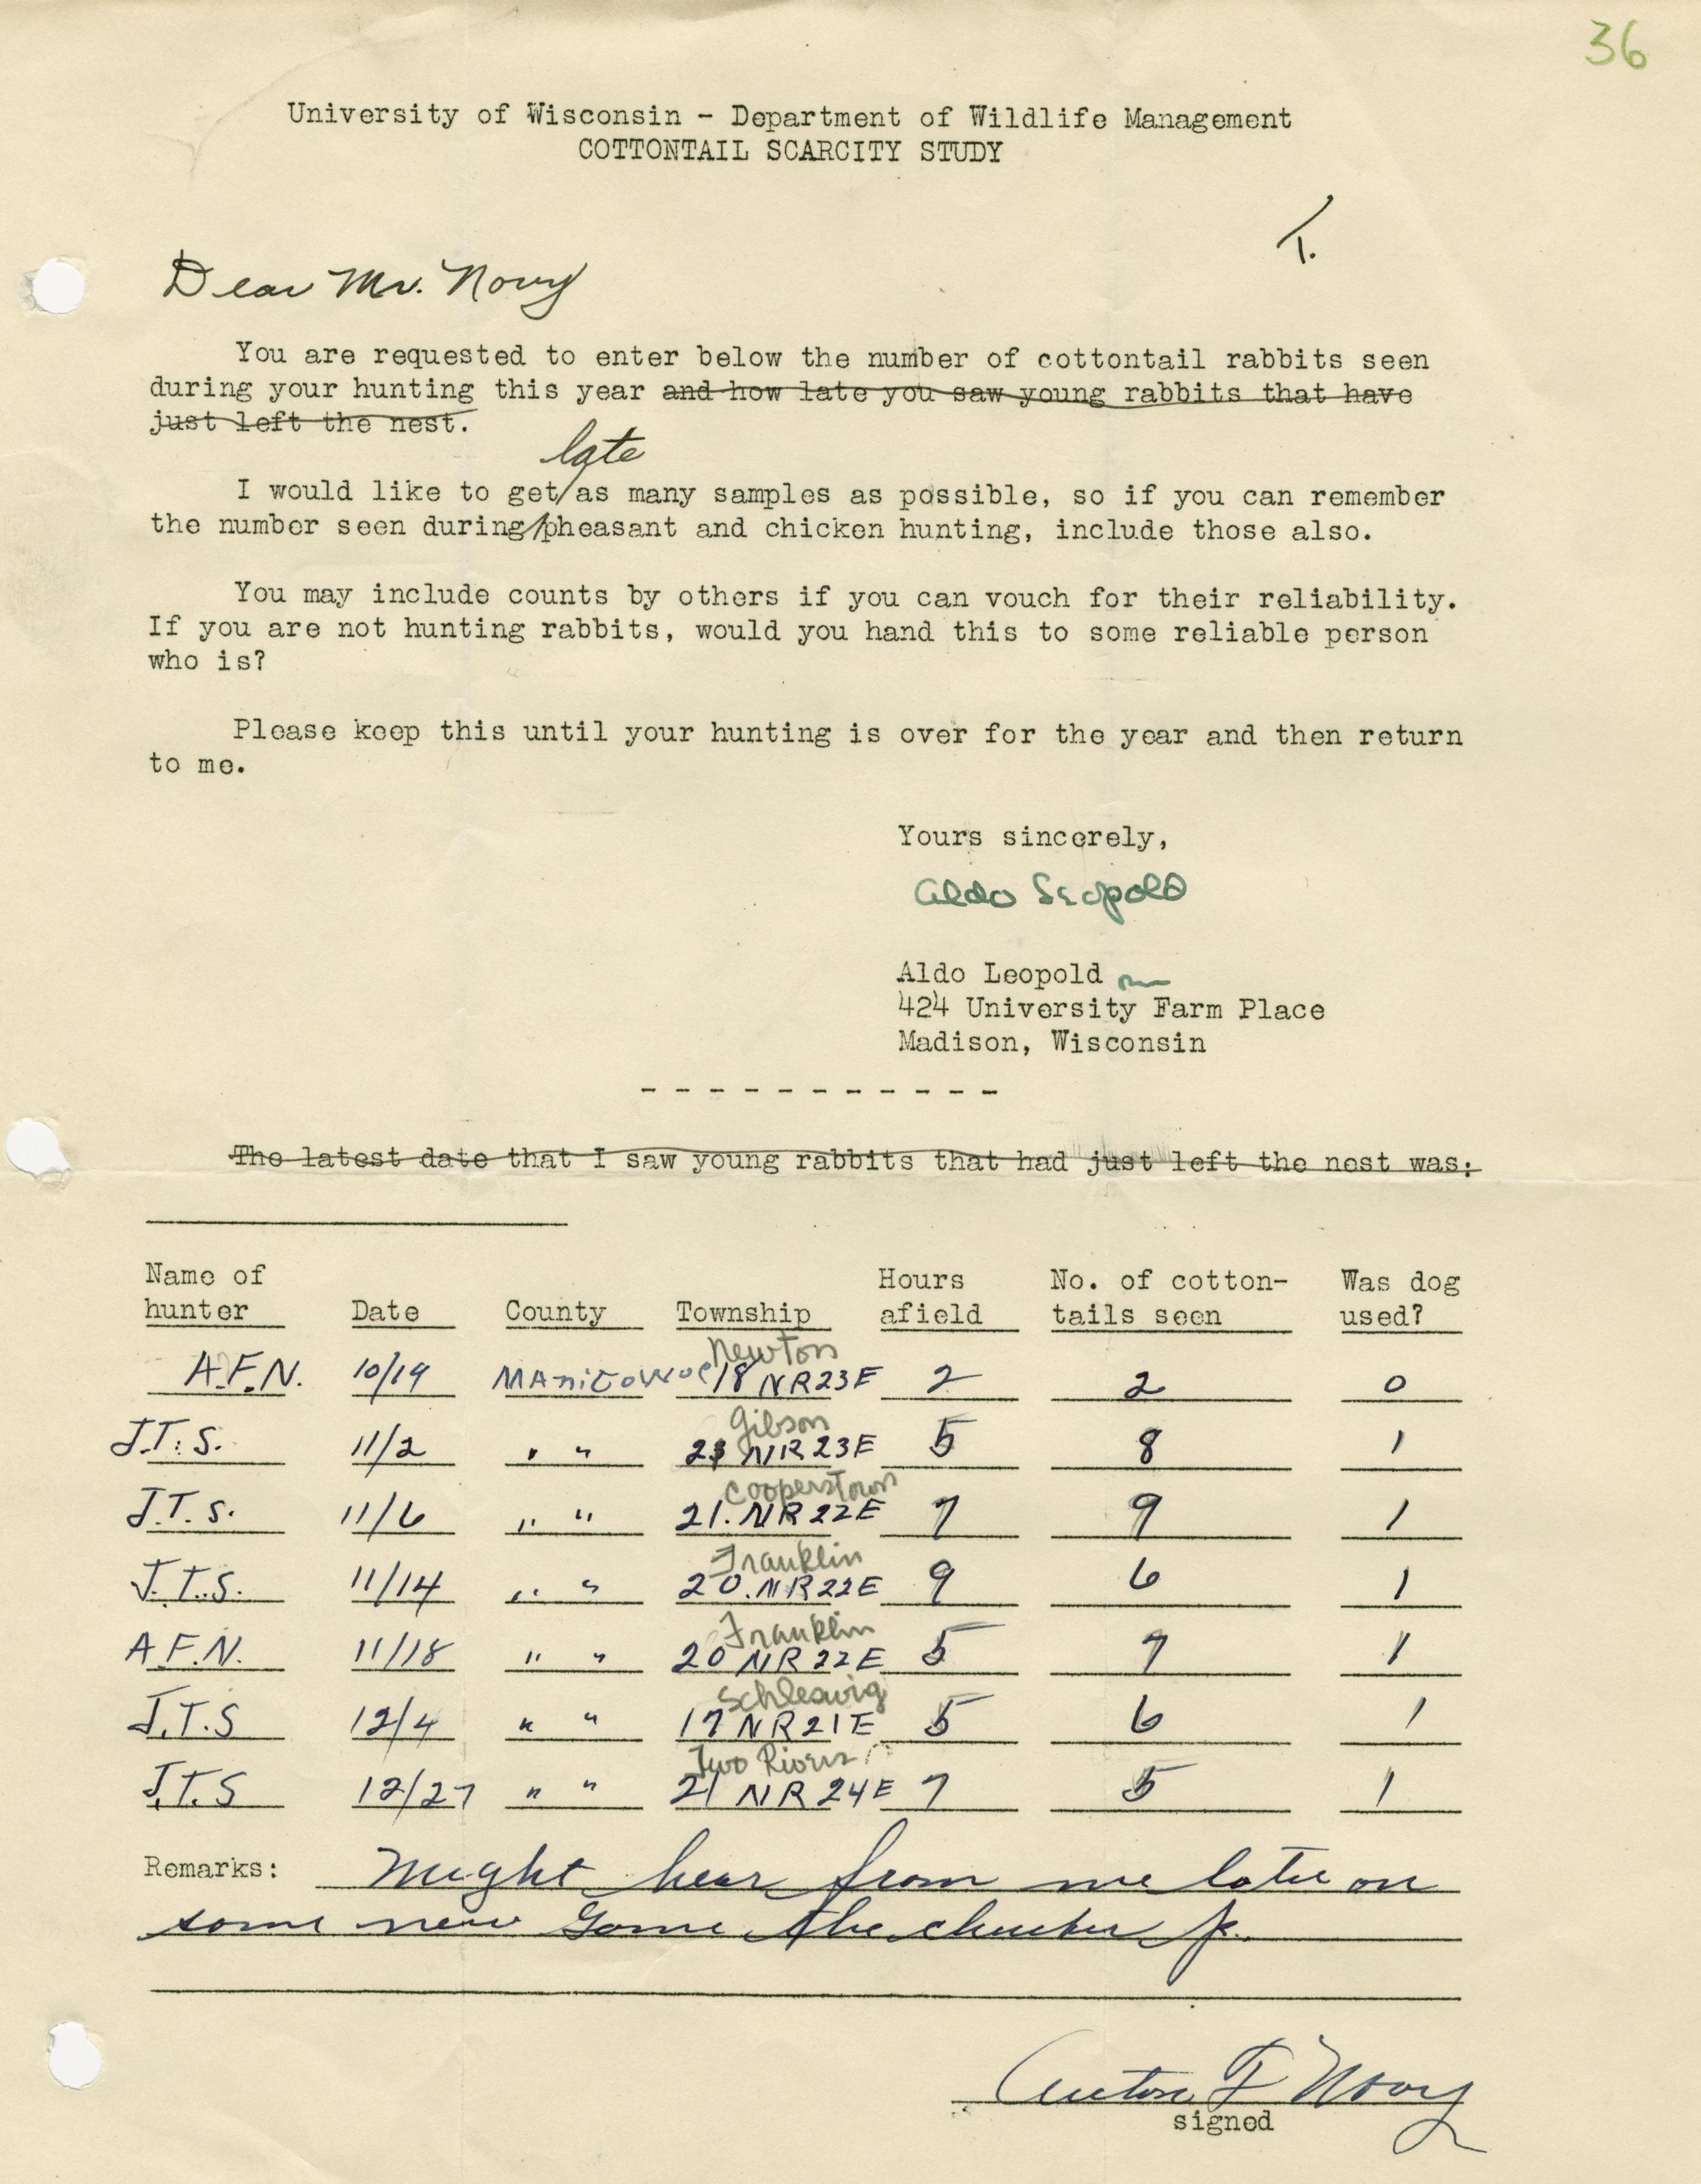 36
University of Wisconsin - Department of Wildlife Management
COTTONTAIL SCARCITY STUDY
T.
Dear Mr. Novy
You are requested to enter below the number of cottontail rabbits seen
during your hunting this year and how late you saw young rabbits that have
just left the nest.
late
I would like to get as many samples as possible, so if you can remember
the number seen during pheasant and chicken hunting, include those also.
You may include counts by others if you can vouch for their reliability.
If you are not hunting rabbits, would you hand this to some reliable person
who is?
Please keep this until your hunting is over for the year and then return
to me.
Yours sincerely,
Aldo Leopold
Aldo Leopold
424 University Farm Place
Madison, Wisconsin
- - - - - - - - - - -
The latest date that I saw young rabbits that had just left the nest was:
Name of hunter Date County Township Hours afield No. of cotton-tails seen Was dog used?
Newton
A.F.N. 10/19 Manitowoc 18 NR23E 2 2 0
Gibson
J.T.S. 11/2 " " 21 NR23E 5 8 1
Cooperstown
J.T.S. 11/6 " " 21.NR22E 7 9 1
Franklin
J.T.S. 11/14 " " 20.NR22E 9 6 1
Franklin
A.F.N. 11/18 " " 20 NR22E 5 7 1
Schleswig
J.T.S 12/4 " " 17 NR21E 5 6 1
Two Rivers
J.T.S 12/27 " " 21 NR24E 7 5 1
Remarks: Might hear from me later on
some new Game the chucker p.
Anton F Novy
signed